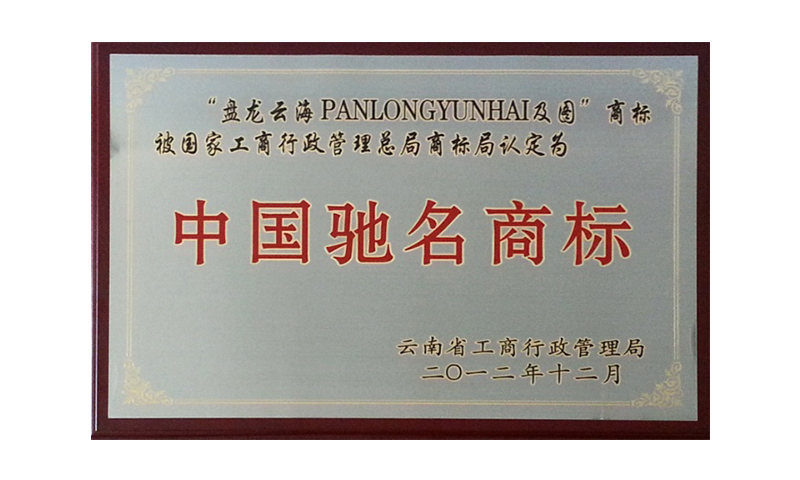 “盘龙云海PANLONGYUNHAI及图”商标
被国家工商行政管理总局商标局认定为
中国驰名商标
云南省工商行政管理局
二〇一二年十二月